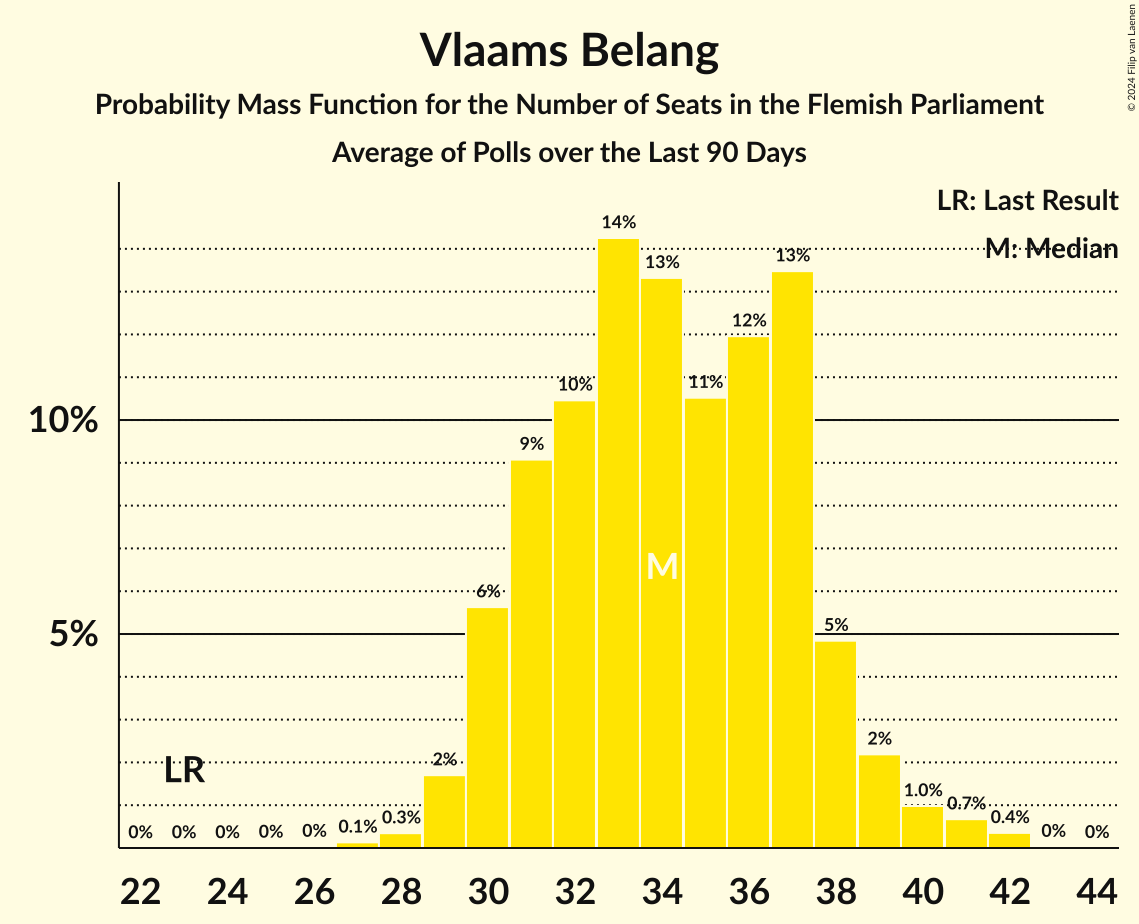 © 2024 Filip van Laenen
Vlaams Belang
Probability Mass Function for the Number of Seats in the Flemish Parliament
Average of Polls over the Last 90 Days
LR: Last Result
M: Median
10%
5%
0% 0% 0% 0% 0% 0.1% 0.3% 2% 6% 9% 10% 14% 13% 11% 12% 13% 5% 2% 1.0% 0.7% 0.4% 0% 0%
LR
M
22 24 26 28 30 32 34 36 38 40 42 44